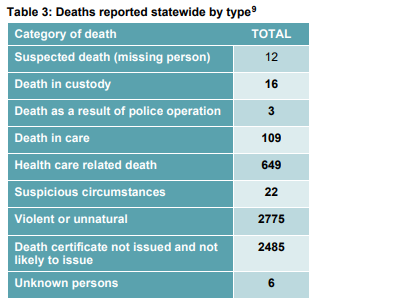 Table 3: Deaths reported statewide by type9
Category of death TOTAL
Suspected death (missing person) 12
Death in custody 16
Death as a result of police operation 3
Death in care 109
Health care related death 649
Suspicious circumstances 22
Violent or unnatural 2775
Death certificate not issued and not
likely to issue 2485
Unknown persons 6